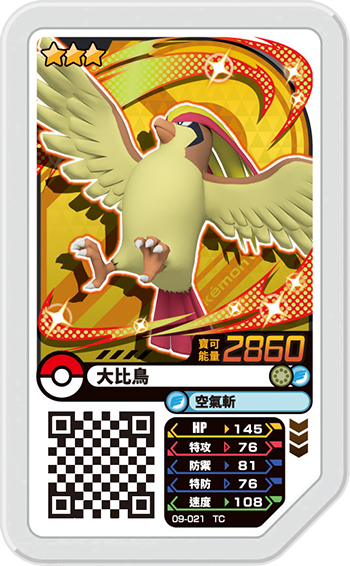 Pokémon
寶可
能量 2860
大比鳥
空氣斬
HP 145
特攻 76
防禦 81
特防 76
速度 108
09-021 TC